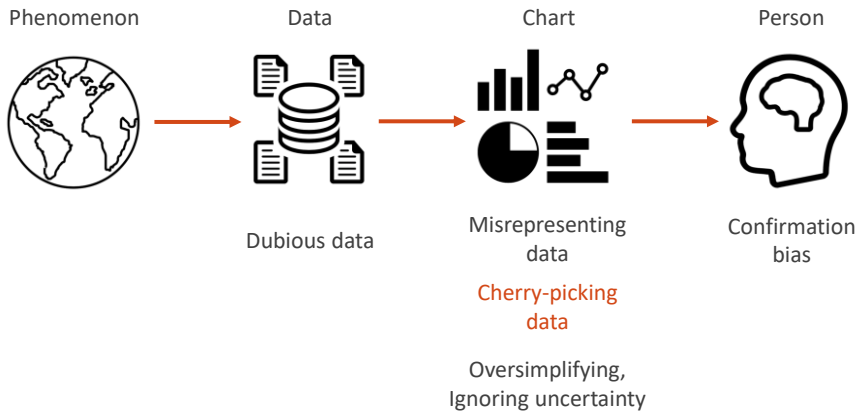 Phenomenon
Data
Chart
Person
Dubious data
Misrepresenting
data
Cherry-picking
data
Oversimplifying,
Ignoring uncertainty
Confirmation
bias